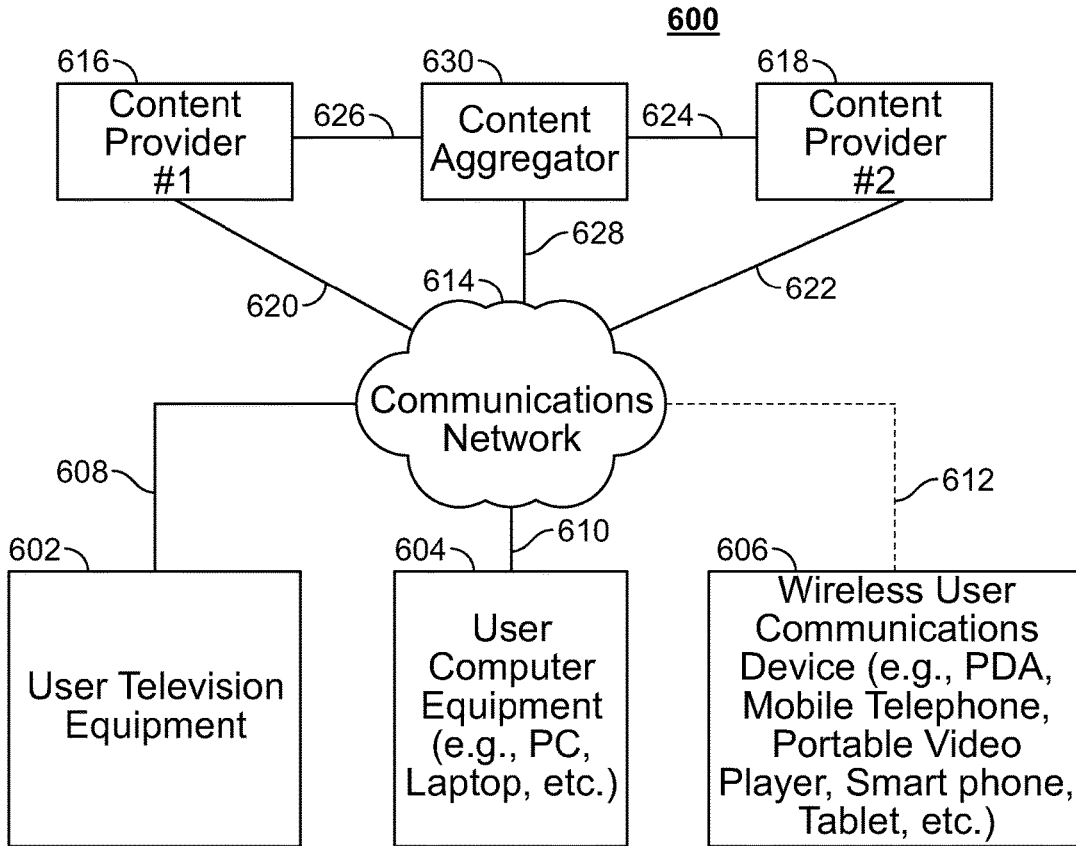 600
616
630
618
Content
Provider
#1
626
Content
Aggregator
624
Content
Provider
#2
628
614
620
622
Communications
Network
608
612
610
602
604
606
User Television
Equipment
User
Computer
Equipment
(e.g., PC,
Laptop, etc.)
Wireless User
Communications
Device (e.g., PDA,
Mobile Telephone,
Portable Video
Player, Smart phone,
Tablet, etc.)